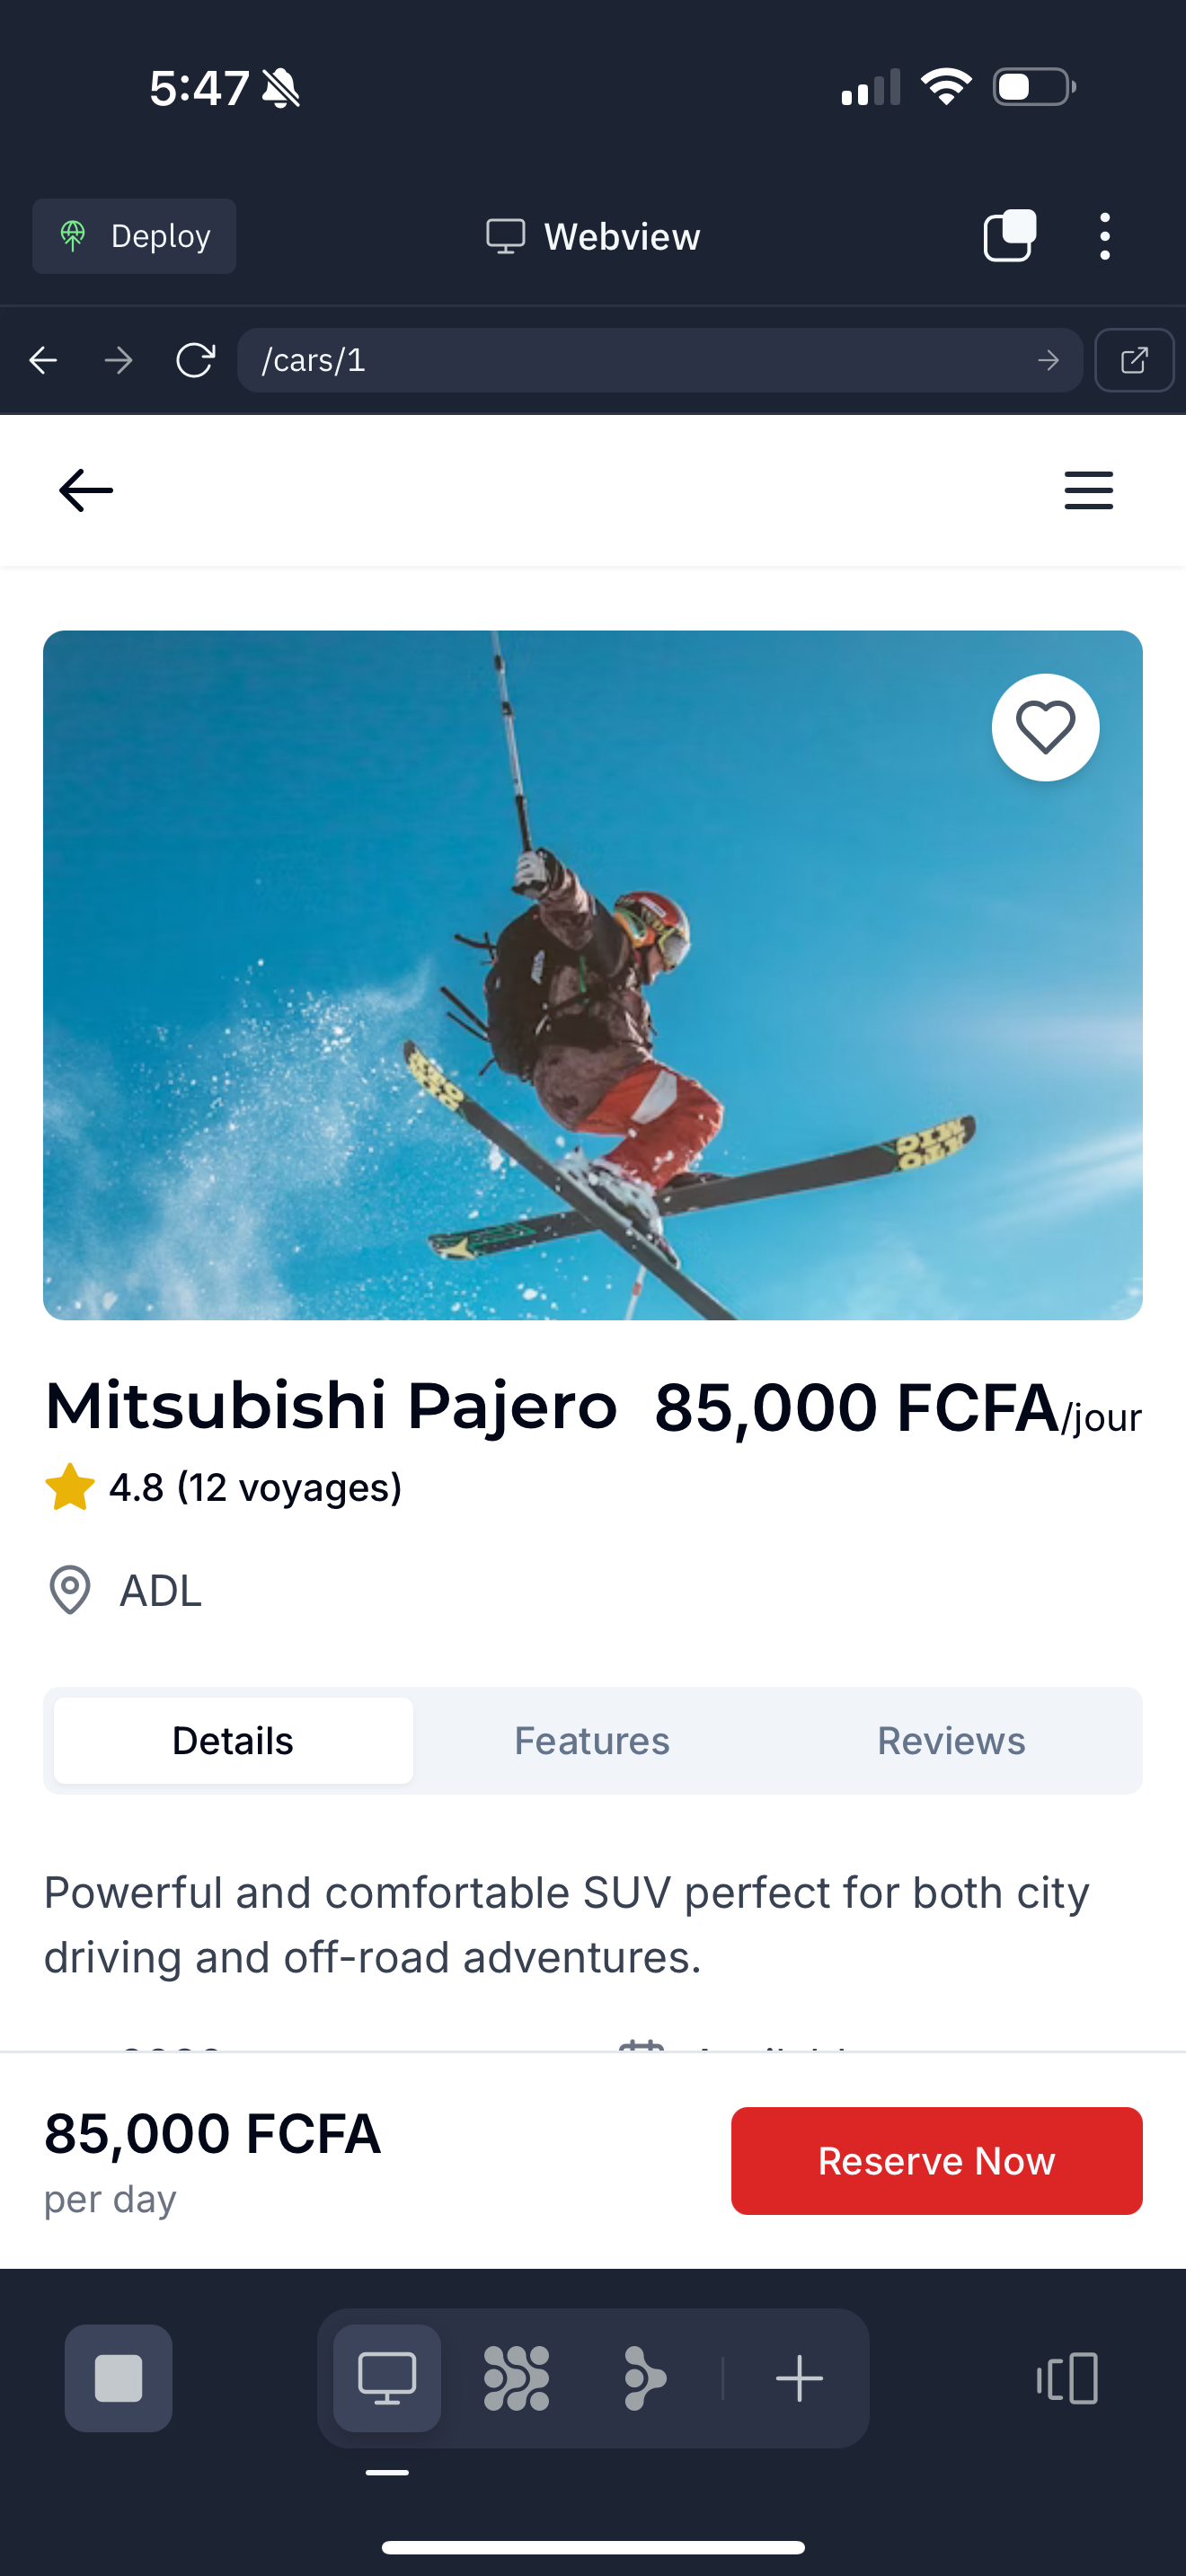 5:47
Deploy
Webview
/cars/1
Mitsubishi Pajero 85,000 FCFA/jour
4.8 (12 voyages)
ADL
Details Features Reviews
Powerful and comfortable SUV perfect for both city
driving and off-road adventures.
85,000 FCFA
per day
Reserve Now